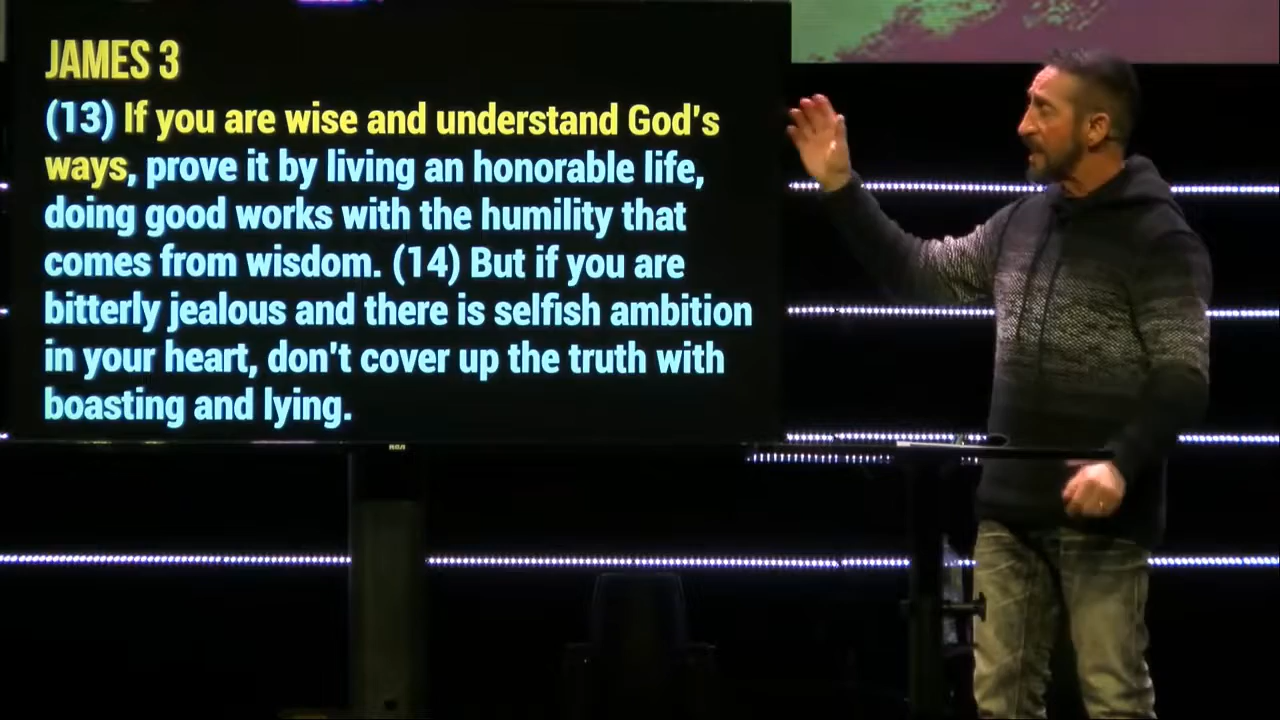 JAMES 3
(13) If you are wise and understand God's
ways, prove it by living an honorable life,
doing good works with the humility that
comes from wisdom. (14) But if you are
bitterly jealous and there is selfish ambition
in your heart, don't cover up the truth with
boasting and lying.
RCA